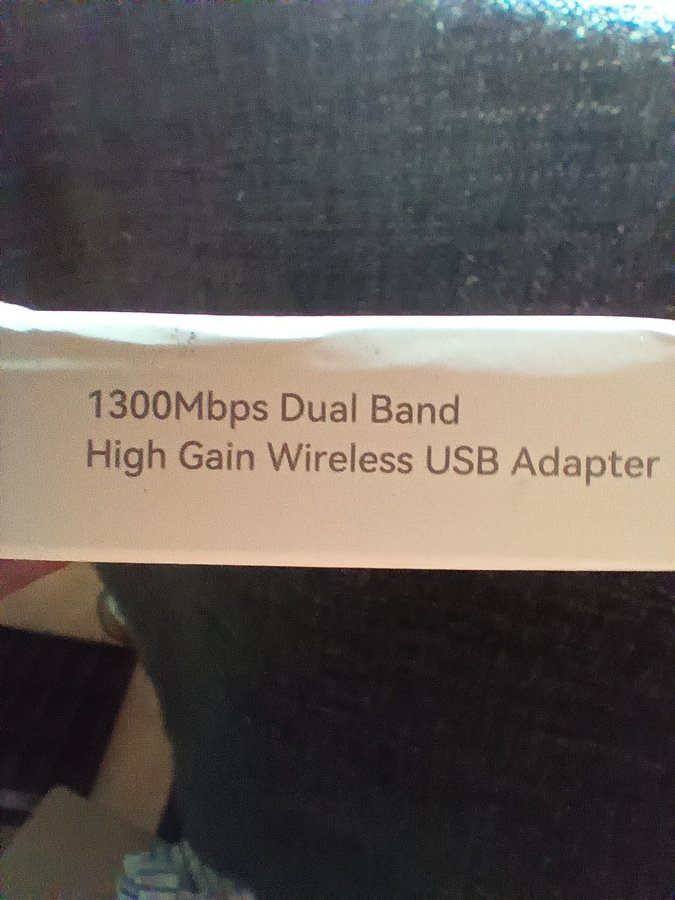 1300Mbps Dual Band
High Gain Wireless USB Adapter